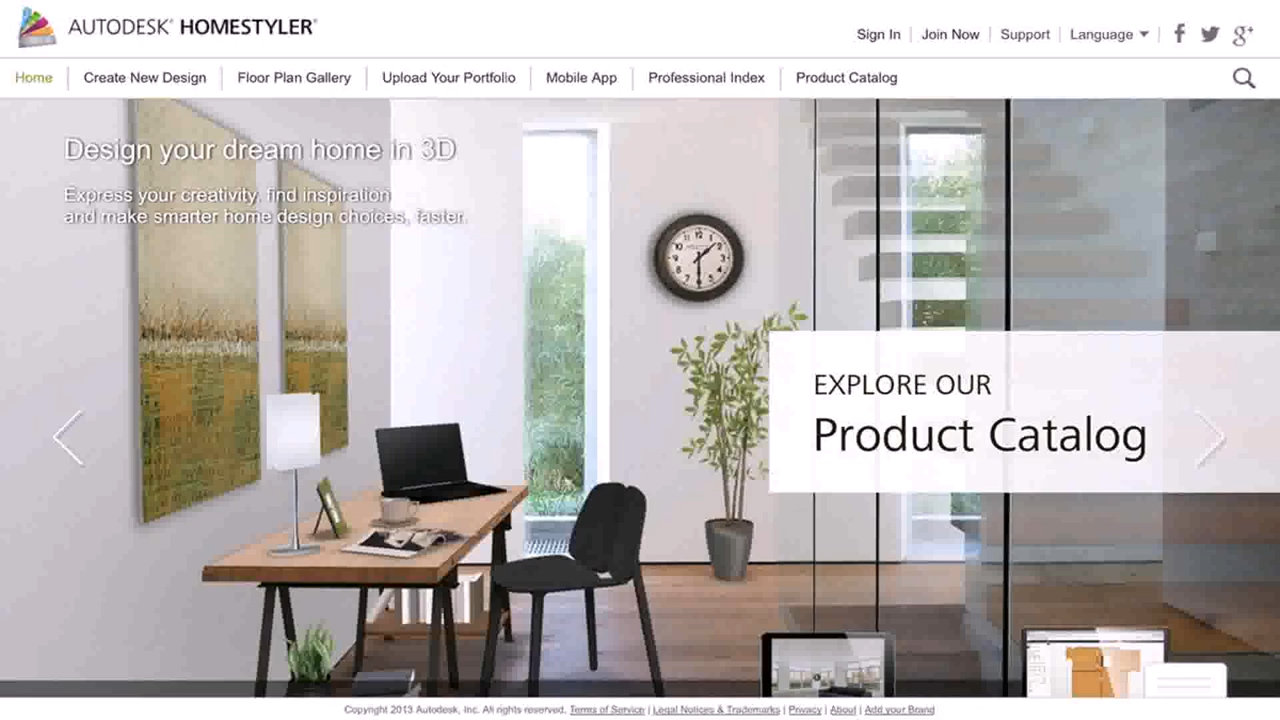 AUTODESK® HOMESTYLER®
Sign In | Join Now | Support | Language
Home | Create New Design | Floor Plan Gallery | Upload Your Portfolio | Mobile App | Professional Index | Product Catalog
Design your dream home in 3D
Express your creativity, find inspiration
and make smarter home design choices, faster.
EXPLORE OUR
Product Catalog
Copyright 2013 Autodesk, Inc. All rights reserved. Terms of Service | Legal Notices & Trademarks | Privacy | About | Add your Brand